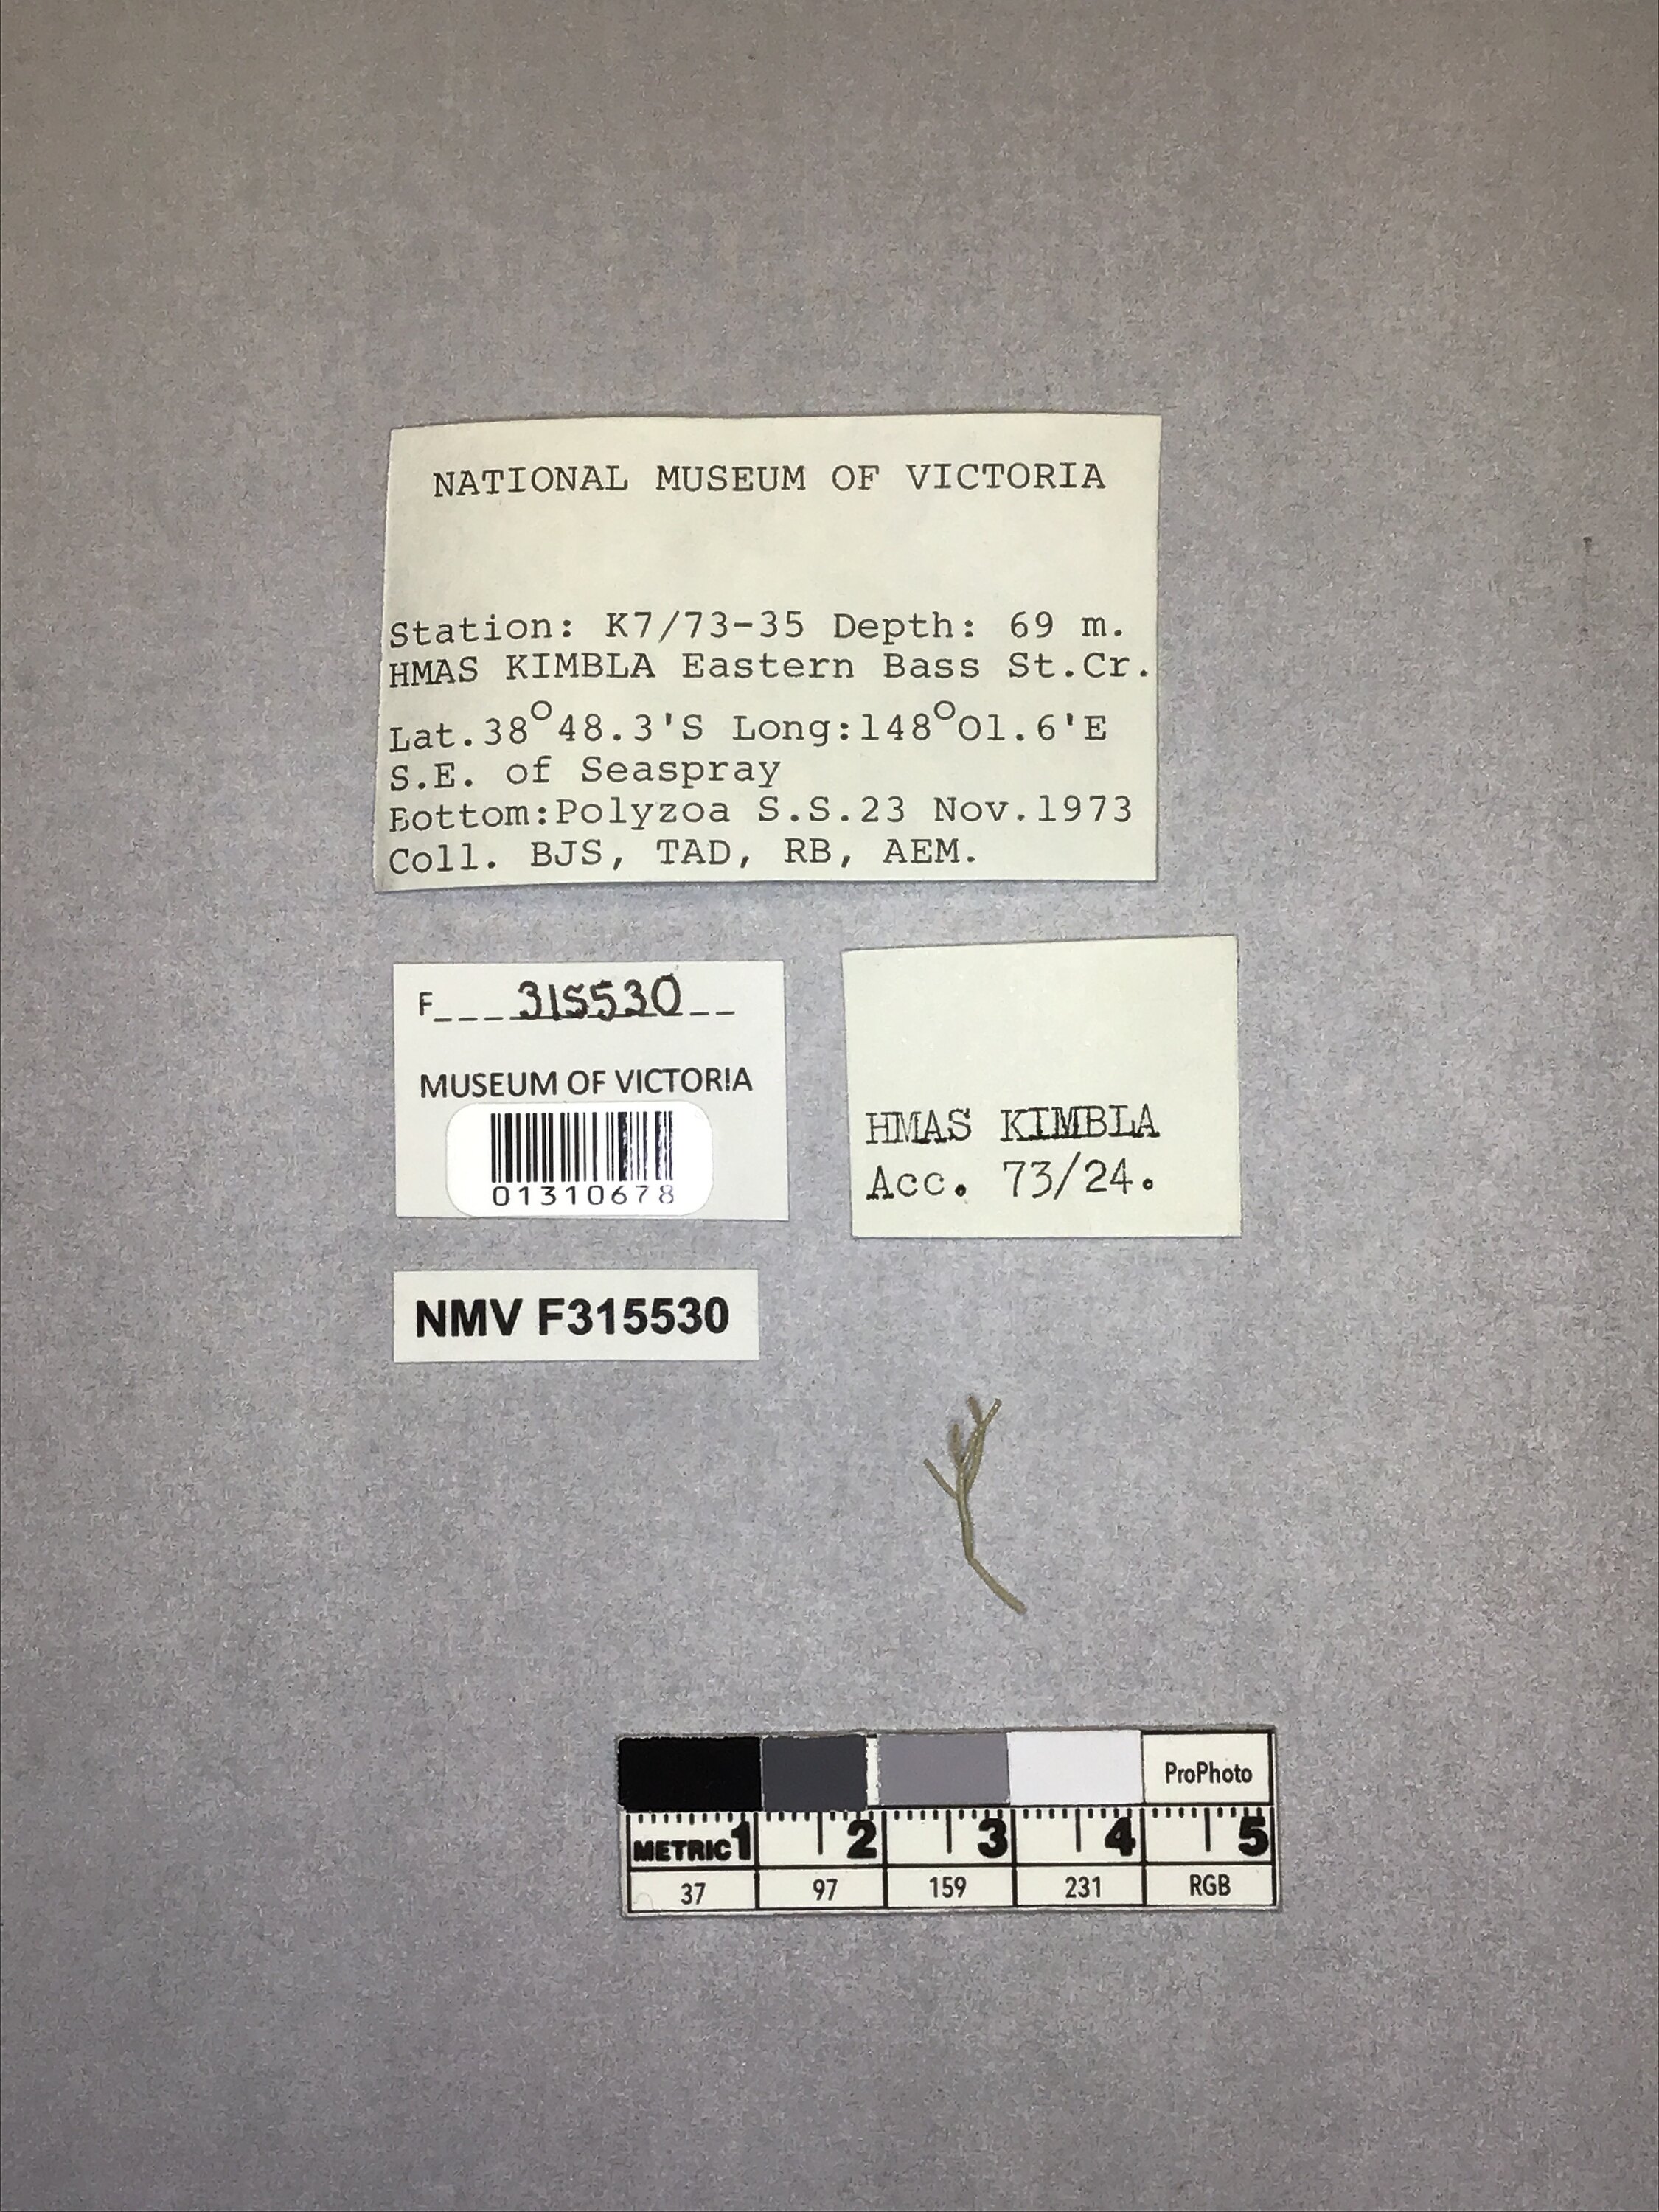 NATIONAL MUSEUM OF VICTORIA
Station: K7/73-35 Depth: 69 m.
HMAS KIMBLA Eastern Bass St.Cr.
Lat.38°48.3'S Long:148°01.6'E
S.E. of Seaspray
Bottom:Polyzoa S.S.23 Nov.1973
Coll. BJS, TAD, RB, AEM.
F____315530__
MUSEUM OF VICTORIA
01310678
HMAS KIMBLA
Acc. 73/24.
NMV F315530
ProPhoto
METRIC 1 2 3 4 5
37 97 159 231 RGB